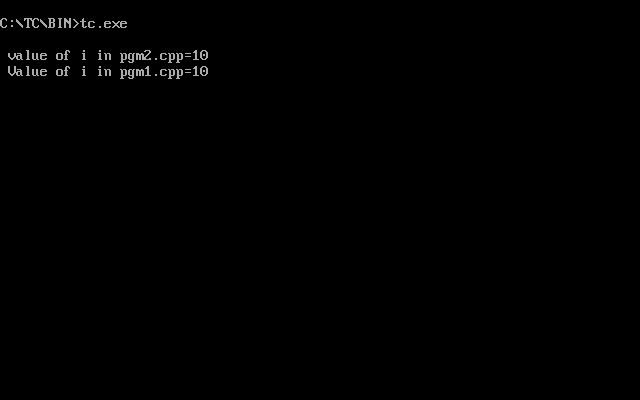 C:\TC\BIN>tc.exe
value of i in pgm2.cpp=10
Value of i in pgm1.cpp=10